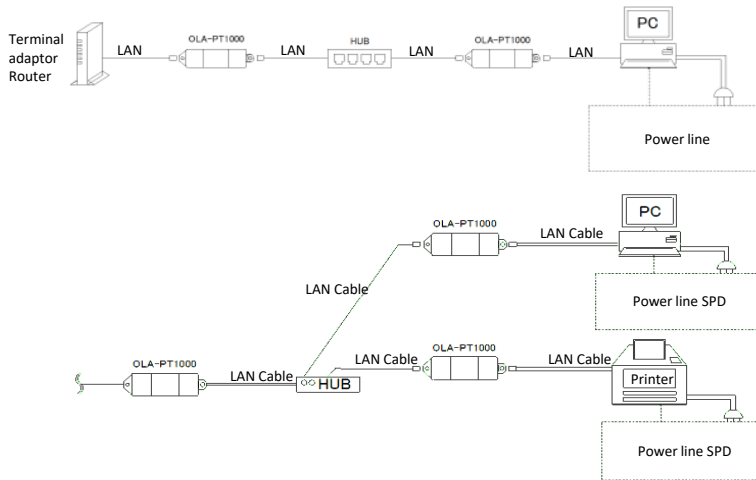 Terminal
adaptor
Router
LAN
OLA-PT1000
LAN
HUB
LAN
OLA-PT1000
LAN
PC
Power line
OLA-PT1000
LAN Cable
PC
LAN Cable
Power line SPD
OLA-PT1000
LAN Cable
HUB
LAN Cable
OLA-PT1000
LAN Cable
Printer
Power line SPD